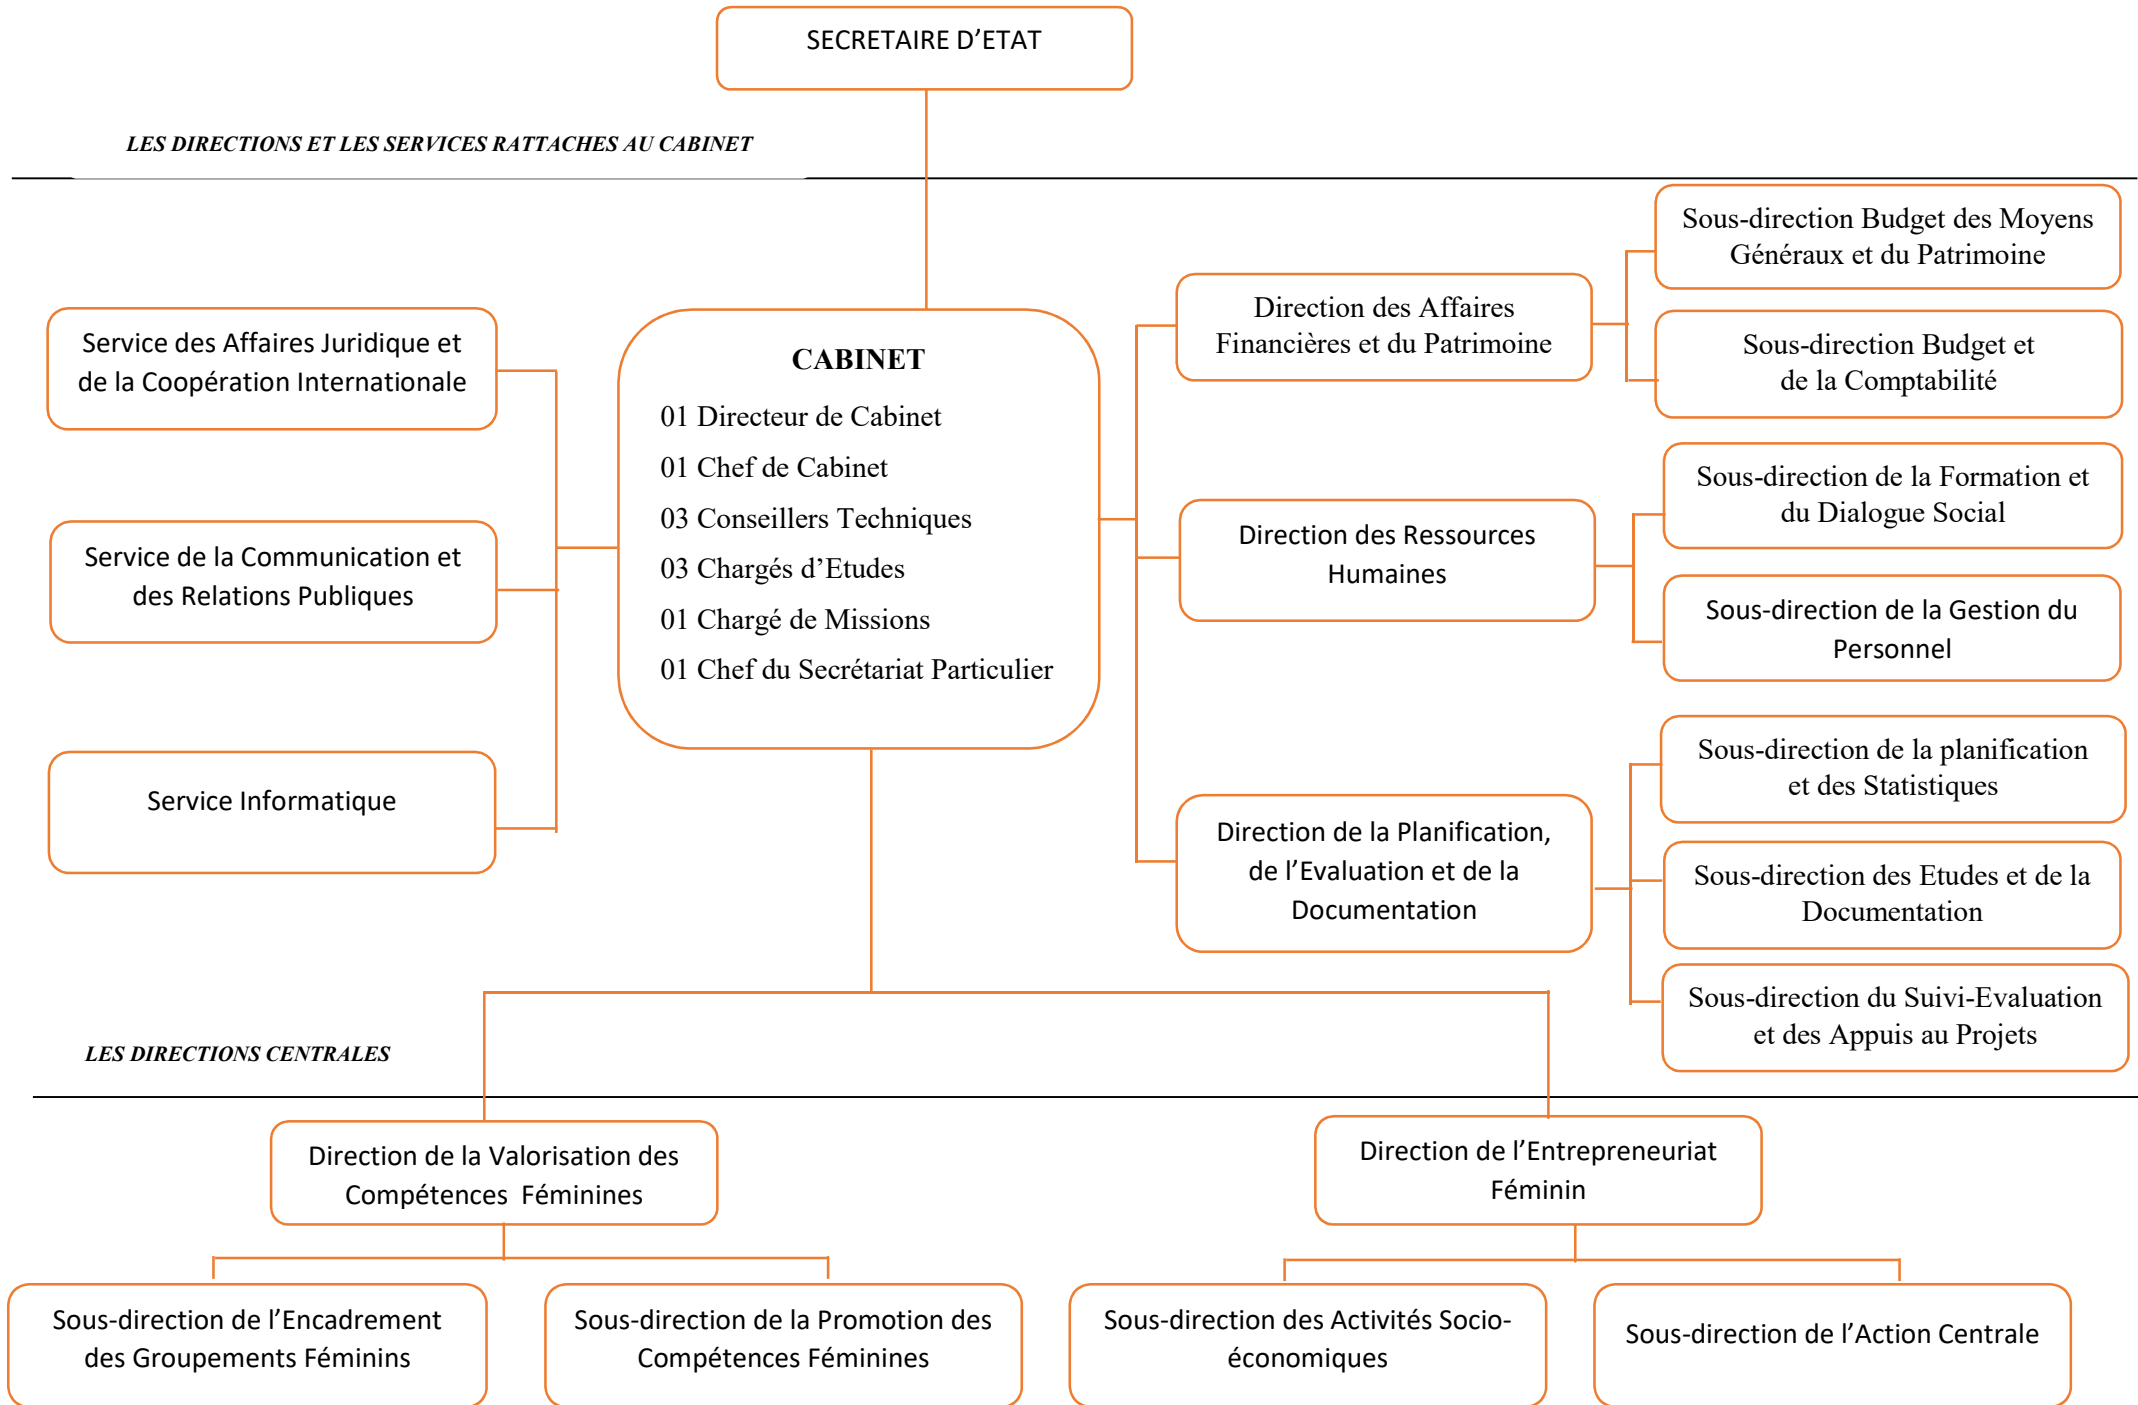 SECRETAIRE D’ETAT
LES DIRECTIONS ET LES SERVICES RATTACHES AU CABINET
Service des Affaires Juridique et
de la Coopération Internationale
Service de la Communication et
des Relations Publiques
Service Informatique
CABINET
01 Directeur de Cabinet
01 Chef de Cabinet
03 Conseillers Techniques
03 Chargés d’Etudes
01 Chargé de Missions
01 Chef du Secrétariat Particulier
Direction des Affaires
Financières et du Patrimoine
Sous-direction Budget des Moyens
Généraux et du Patrimoine
Sous-direction Budget et
de la Comptabilité
Direction des Ressources
Humaines
Sous-direction de la Formation et
du Dialogue Social
Sous-direction de la Gestion du
Personnel
Direction de la Planification,
de l’Evaluation et de la
Documentation
Sous-direction de la planification
et des Statistiques
Sous-direction des Etudes et de la
Documentation
Sous-direction du Suivi-Evaluation
et des Appuis au Projets
LES DIRECTIONS CENTRALES
Direction de la Valorisation des
Compétences  Féminines
Direction de l’Entrepreneuriat
Féminin
Sous-direction de l’Encadrement
des Groupements Féminins
Sous-direction de la Promotion des
Compétences Féminines
Sous-direction des Activités Socio-
économiques
Sous-direction de l’Action Centrale